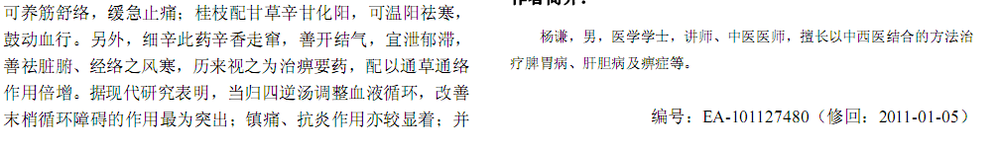 可养筋舒络，缓急止痛；桂枝配甘草辛甘化阳，可温阳祛寒，
鼓动血行。另外，细辛此药辛香走窜，善开结气，宜泄郁滞，
善祛脏腑、经络之风寒，历来视之为治痹要药，配以通草通络
作用倍增。据现代研究表明，当归四逆汤调整血液循环，改善
末梢循环障碍的作用最为突出；镇痛、抗炎作用亦较显着；并
杨谦，男，医学学士，讲师、中医医师，擅长以中西医结合的方法治
疗脾胃病、肝胆病及痹症等。
编号：EA-101127480（修回：2011-01-05）